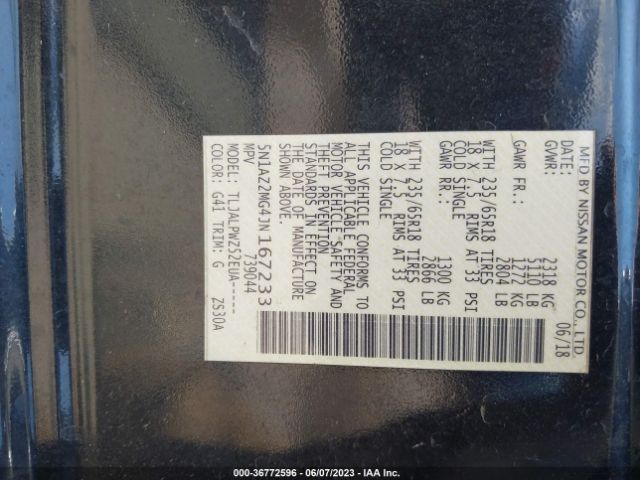 MFD BY NISSAN MOTOR CO., LTD.
DATE: 06/18
GVWR: 2318 KG
5110 LB
GAWR FR.: 1272 KG
2804 LB
WITH 235/65R18 TIRES
18 X 7.5 RIMS AT 33 PSI
COLD SINGLE
GAWR RR.: 1300 KG
2866 LB
WITH 235/65R18 TIRES
18 X 7.5 RIMS AT 33 PSI
COLD SINGLE
THIS VEHICLE CONFORMS TO
ALL APPLICABLE FEDERAL
MOTOR VEHICLE SAFETY AND
THEFT PREVENTION
STANDARDS IN EFFECT ON
THE DATE OF MANUFACTURE
SHOWN ABOVE.
5N1AZ2MG4JN167233
MPV 739044
MODEL: TLJALPWZ52EUA-----
COLOR: G41 TRIM: G ZS30A
(0)-36772596 - 06/07/2023 - IAA Inc.